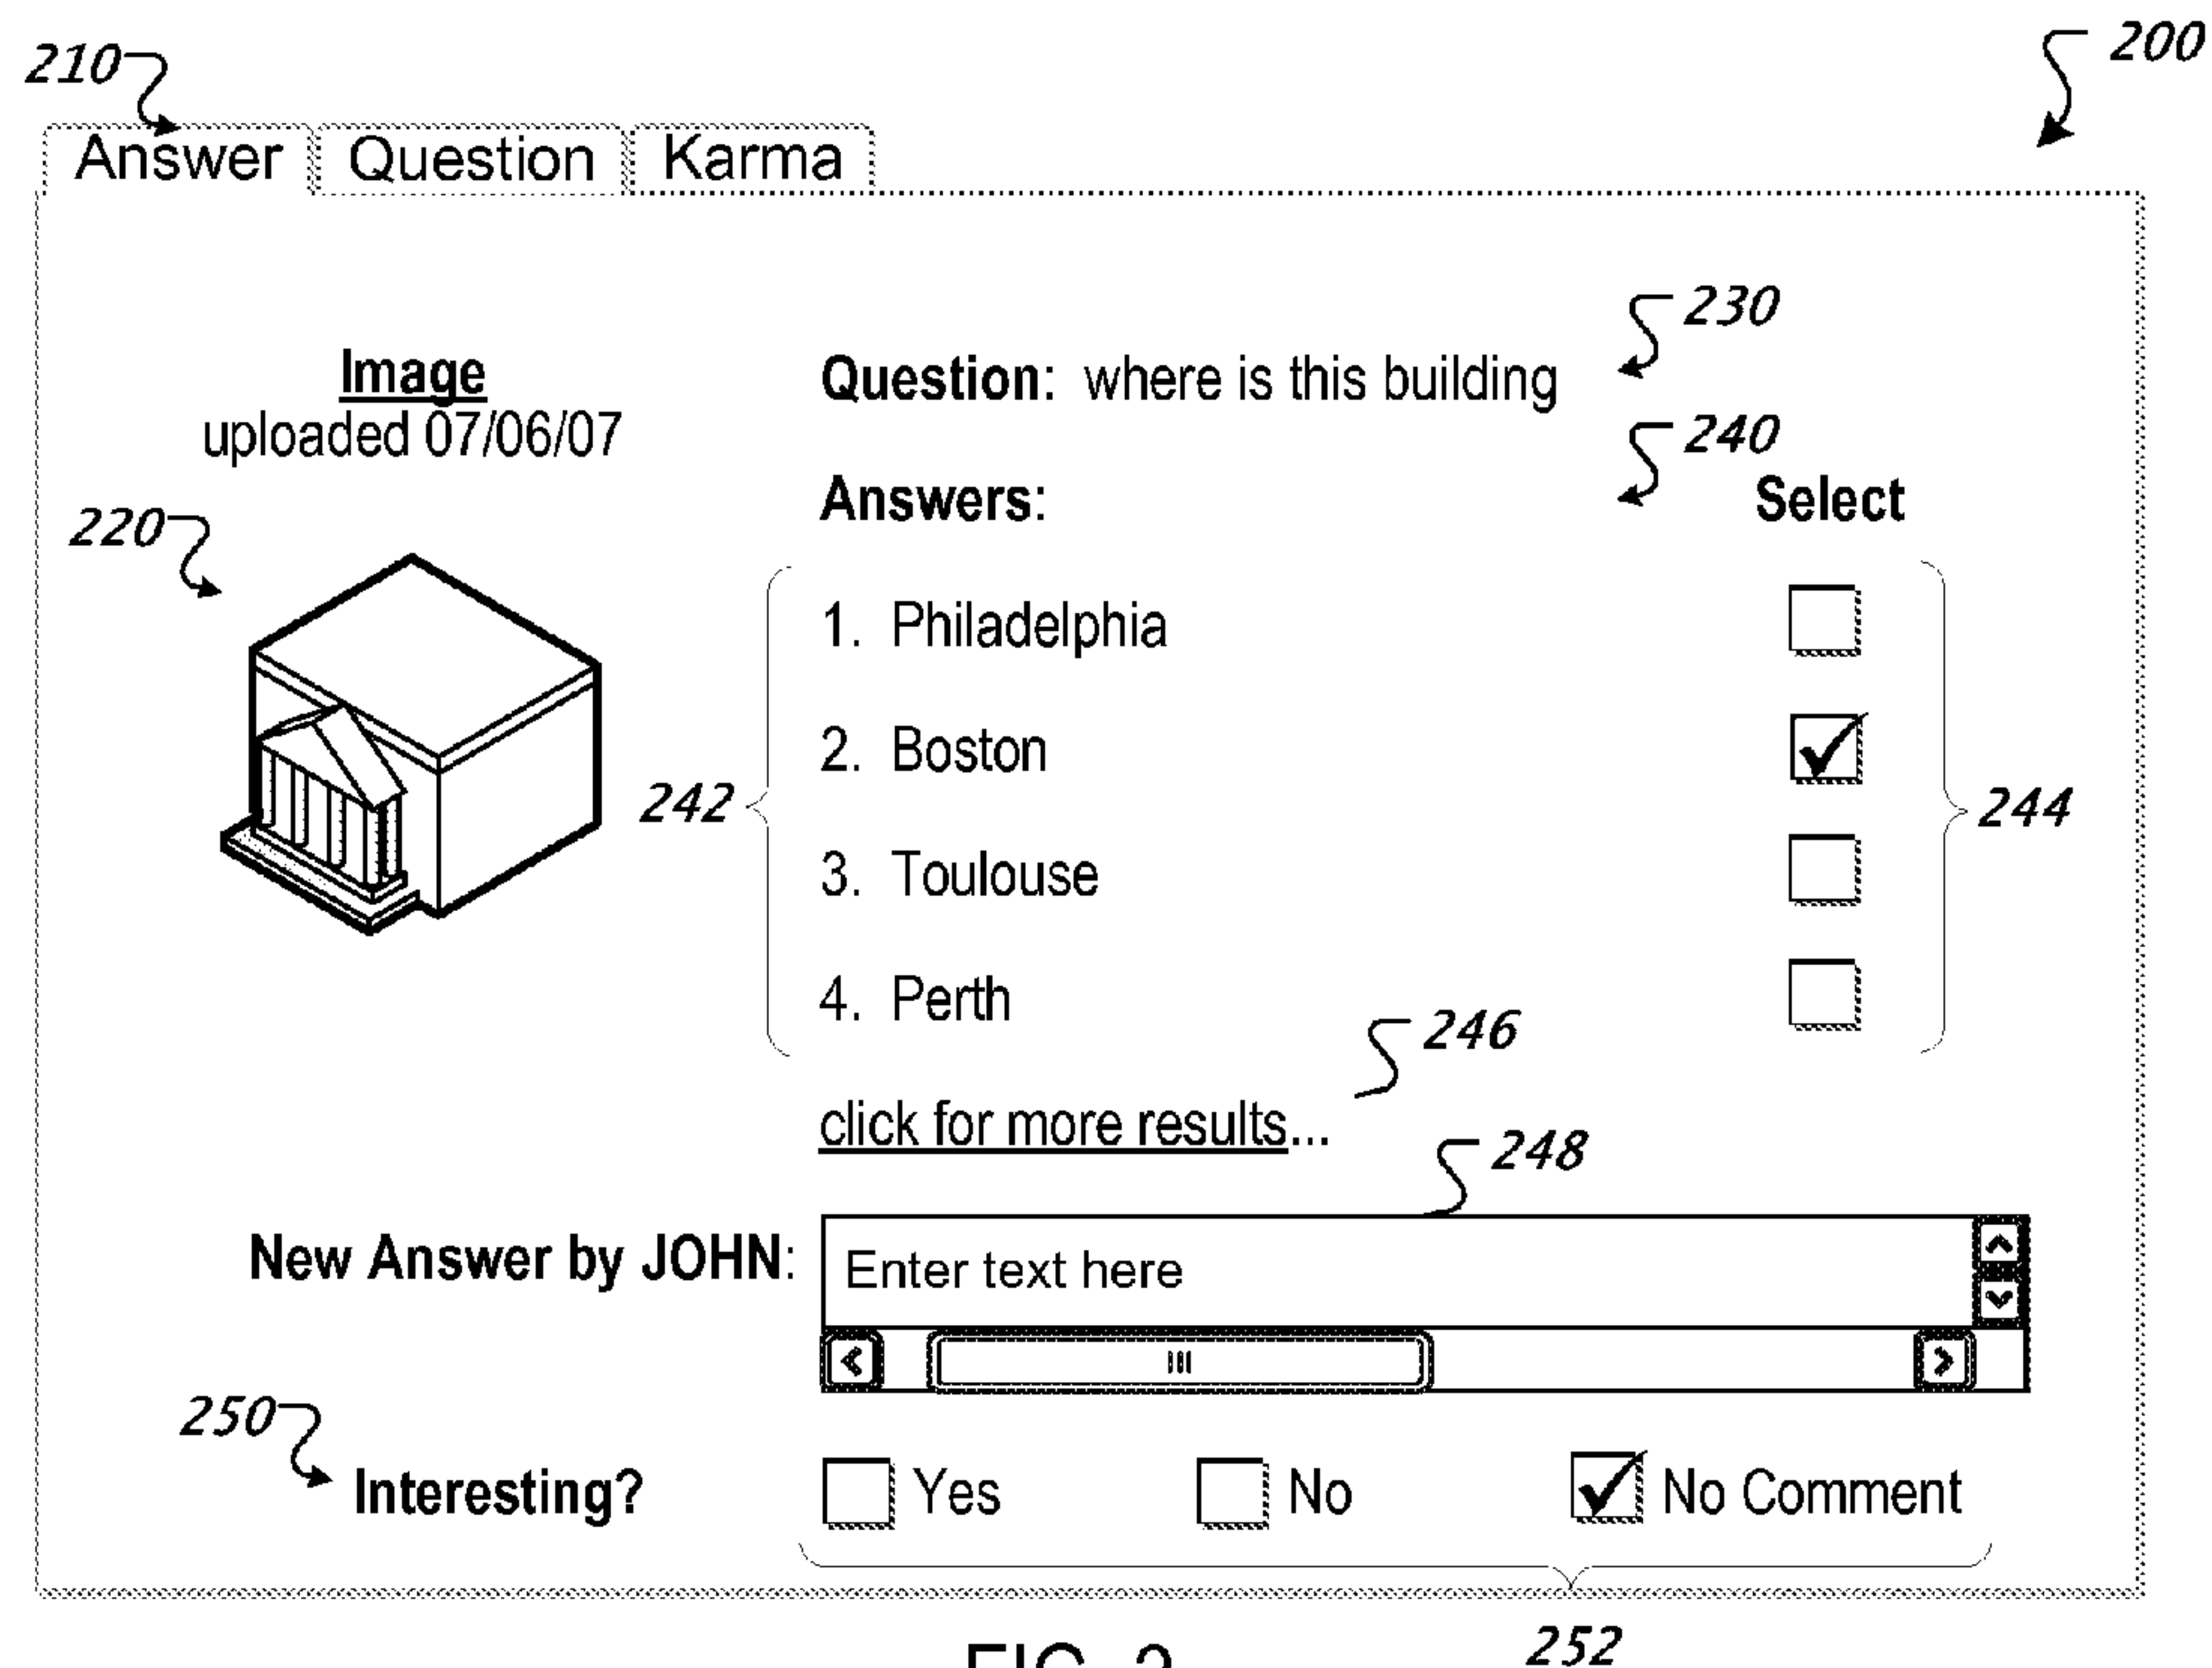 210
200
Answer Question Karma
230
Image
Question: where is this building
uploaded 07/06/07
240
Answers:
Select
220
1. Philadelphia
2. Boston
242
244
3. Toulouse
4. Perth
246
click for more results...
248
New Answer by JOHN:
Enter text here
250
Interesting?
Yes
No
No Comment
252
FIG. 2